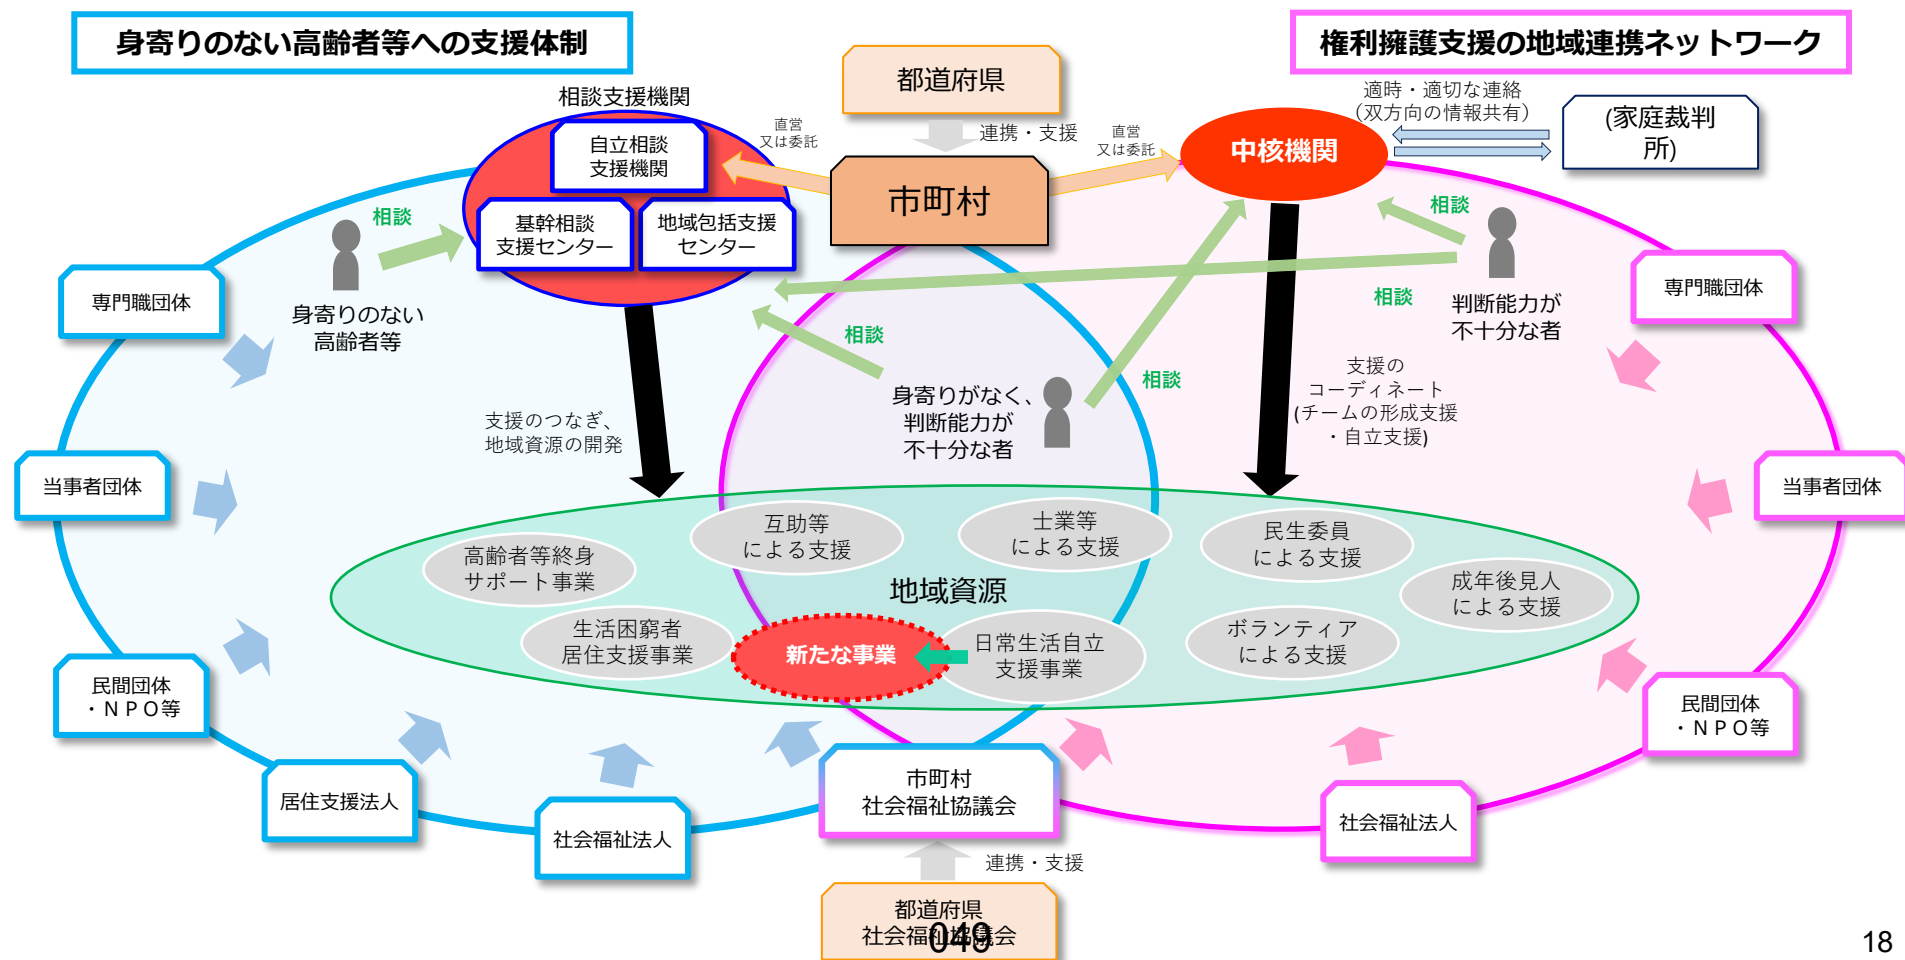 身寄りのない高齢者等への支援体制
権利擁護支援の地域連携ネットワーク
都道府県
連携・支援
相談支援機関
自立相談
支援機関
基幹相談
支援センター
地域包括支援
センター
直営
又は委託
市町村
直営
又は委託
中核機関
適時・適切な連絡
(双方向の情報共有)
(家庭裁判
所)
相談
身寄りのない
高齢者等
相談
相談
判断能力が
不十分な者
相談
相談
身寄りがなく、
判断能力が
不十分な者
支援のつなぎ、
地域資源の開発
支援の
コーディネート
(チームの形成支援
・自立支援)
専門職団体
当事者団体
民間団体
・ＮＰＯ等
居住支援法人
社会福祉法人
専門職団体
当事者団体
民間団体
・ＮＰＯ等
社会福祉法人
互助等
による支援
士業等
による支援
民生委員
による支援
高齢者等終身
サポート事業
地域資源
成年後見人
による支援
生活困窮者
居住支援事業
新たな事業
日常生活自立
支援事業
ボランティア
による支援
市町村
社会福祉協議会
連携・支援
都道府県
社会福祉協議会
049
18